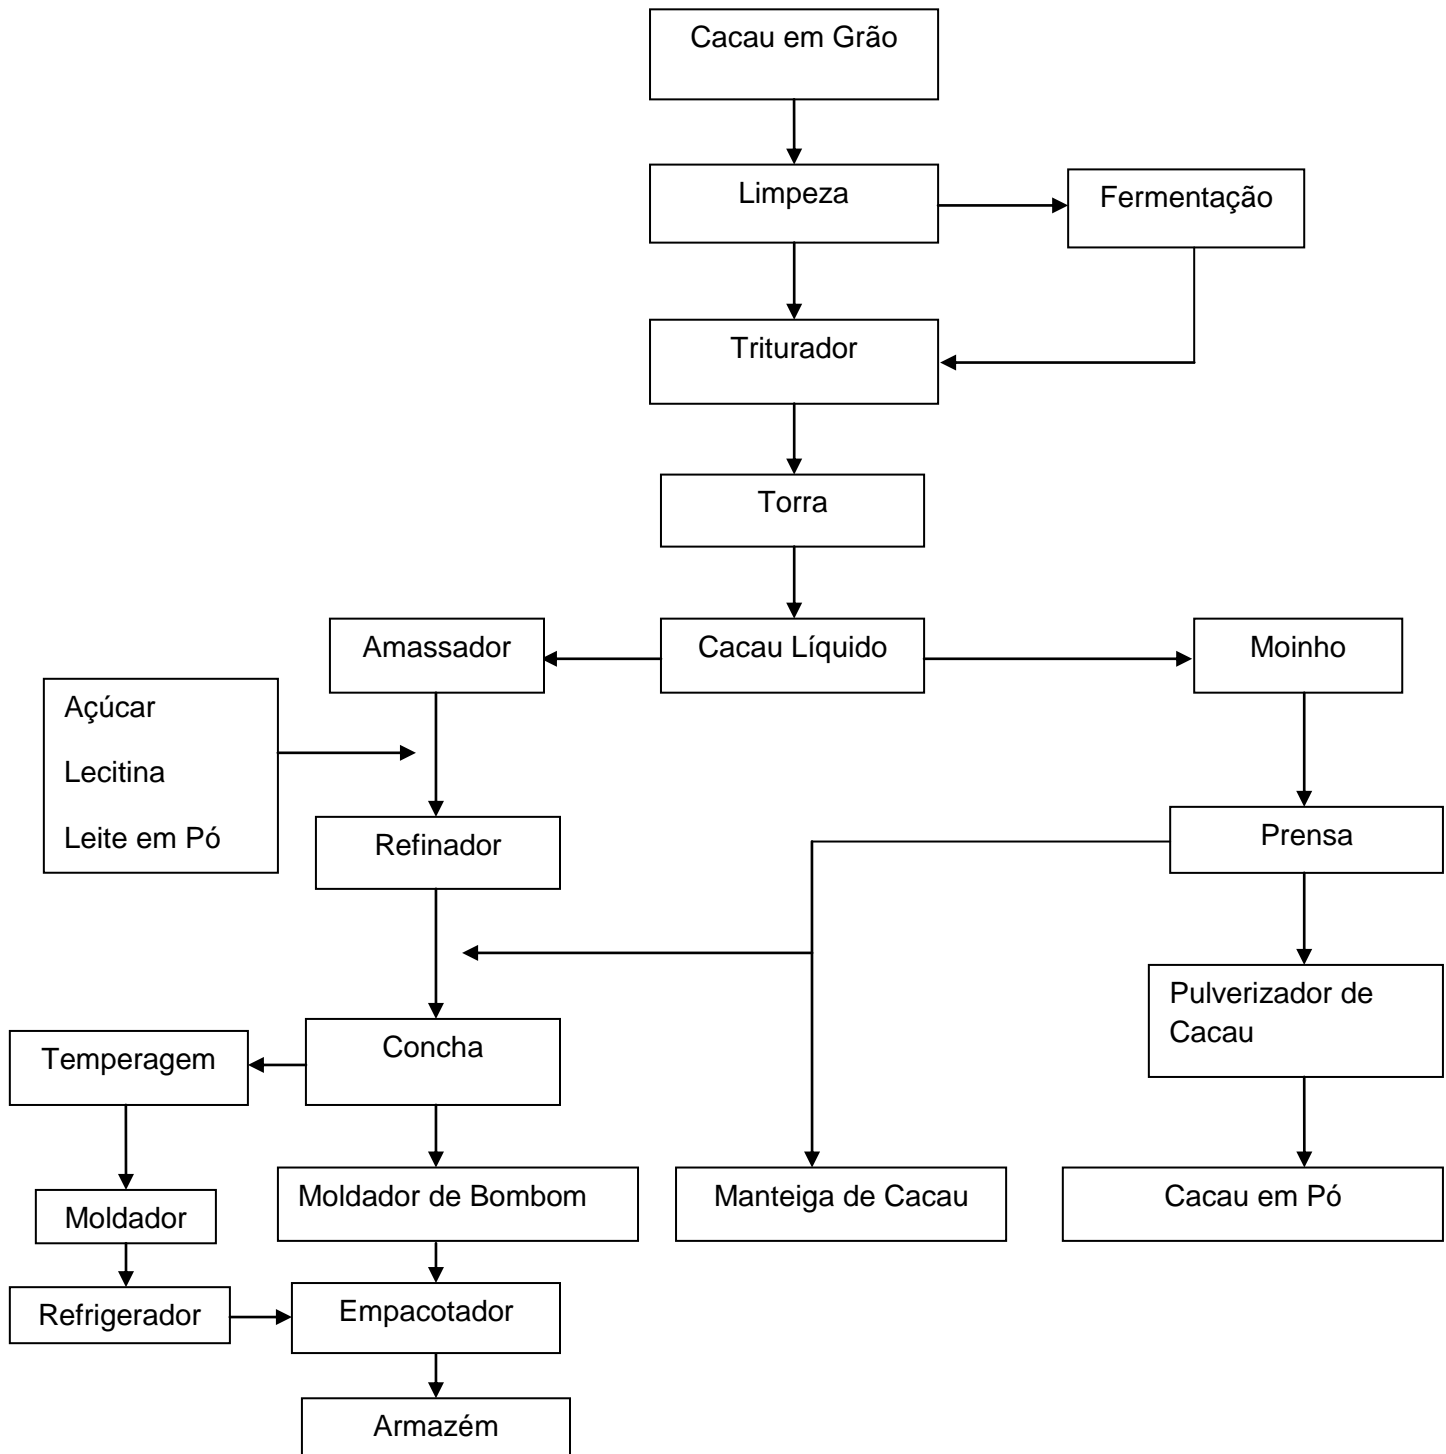 Cacau em Grão
Limpeza
Fermentação
Triturador
Torra
Amassador
Cacau Líquido
Moinho
Açúcar
Lecitina
Leite em Pó
Refinador
Prensa
Pulverizador de
Cacau
Temperagem
Concha
Moldador
Moldador de Bombom
Manteiga de Cacau
Cacau em Pó
Refrigerador
Empacotador
Armazém